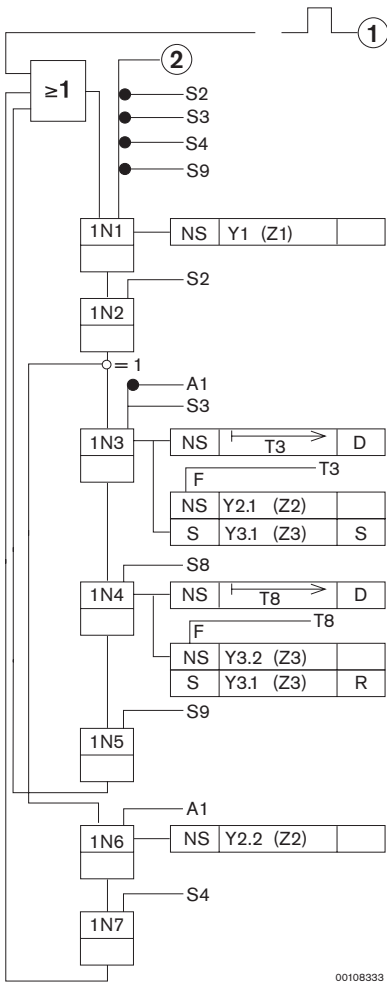 1
2
≥1
S2
S3
S4
S9
1N1 NS Y1 (Z1)
S2
1N2
= 1
A1
S3
1N3 NS T3 D
T3
F
NS Y2.1 (Z2)
S Y3.1 (Z3) S
S8
1N4 NS T8 D
T8
F
NS Y3.2 (Z3)
S Y3.1 (Z3) R
S9
1N5
A1
1N6 NS Y2.2 (Z2)
S4
1N7
00108333